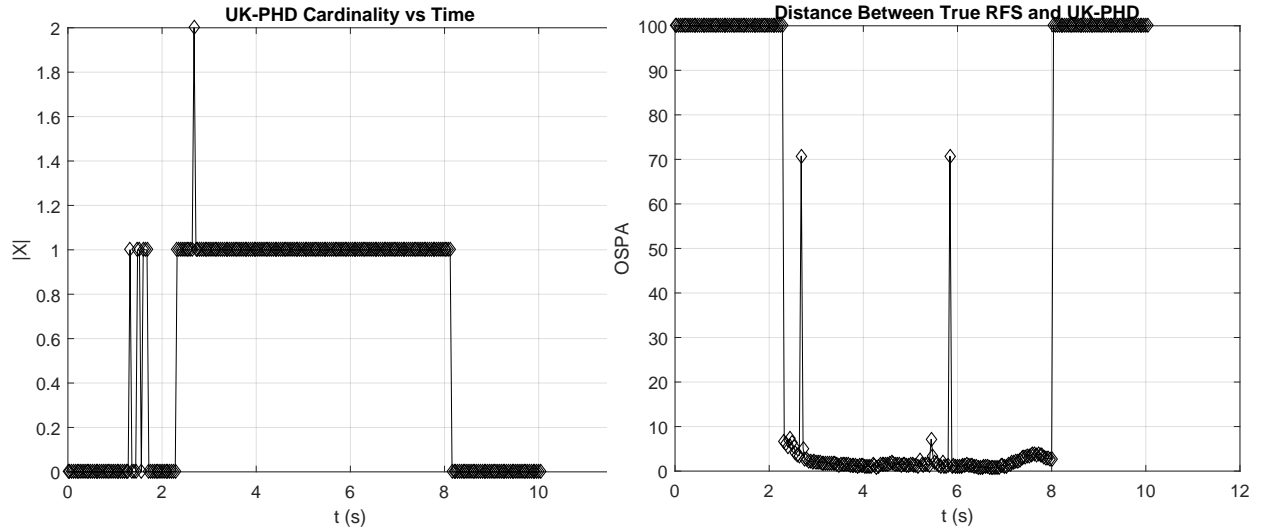 UK-PHD Cardinality vs Time
2
1.8
1.6
1.4
1.2
1
0.8
0.6
0.4
0.2
0
|X|
0 2 4 6 8 10
t (s)
Distance Between True RFS and UK-PHD
100
90
80
70
60
50
40
30
20
10
0
OSPA
0 2 4 6 8 10 12
t (s)